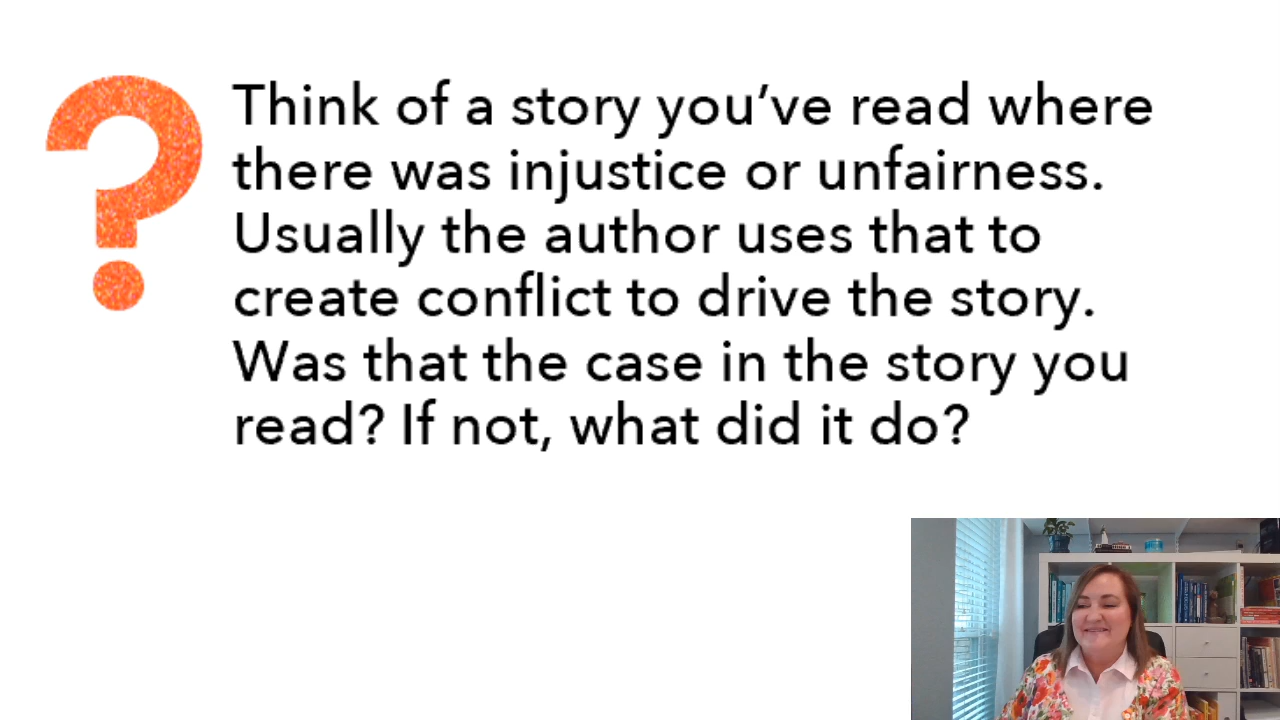 Think of a story you’ve read where
there was injustice or unfairness.
Usually the author uses that to
create conflict to drive the story.
Was that the case in the story you
read? If not, what did it do?